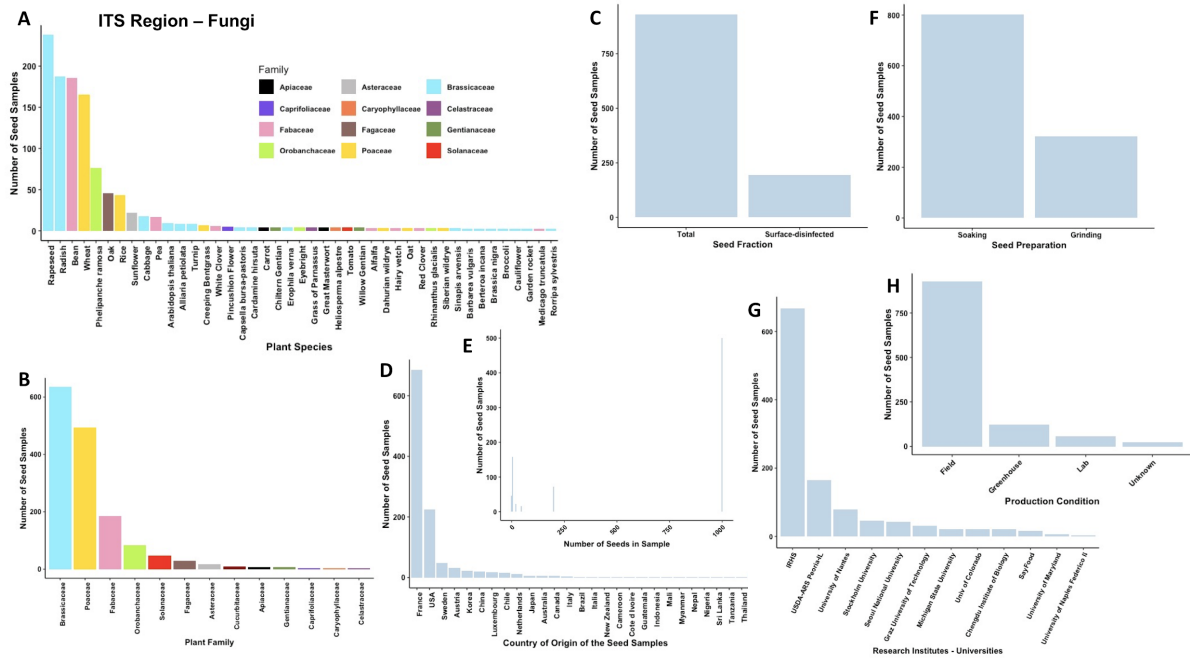 A
ITS Region – Fungi
Number of Seed Samples
200
150
100
50
0
Family
Apiaceae
Asteraceae
Brassicaceae
Caprifoliaceae
Caryophyllaceae
Celastraceae
Fabaceae
Fagaceae
Gentianaceae
Orobanchaceae
Poaceae
Solanaceae
Rapeseed
Radish
Bean
Wheat
Phelipanche ramosa
Oak
Rice
Sunflower
Cabbage
Pea
Arabidopsis thaliana
Alliaria petiolata
Turnip
Creeping Bentgrass
White Clover
Pincushion Flower
Capsella bursa-pastoris
Cardamine hirsuta
Carrot
Chiltern Gentian
Erophila verna
Eyebright
Grass of Parnassus
Great Masterwort
Heliosperma alpestre
Tomato
Willow Gentian
Alfalfa
Dahurian wildrye
Hairy vetch
Oat
Red Clover
Rhinanthus glacialis
Siberian wildrye
Sinapis arvensis
Barbarea vulgaris
Berteroa incana
Brassica nigra
Broccoli
Cauliflower
Garden rocket
Medicago truncatula
Rorripa sylvestris
Plant Species
B
Number of Seed Samples
600
400
200
0
Brassicaceae
Poaceae
Fabaceae
Orobanchaceae
Solanaceae
Fagaceae
Asteraceae
Cucurbitaceae
Apiaceae
Gentianaceae
Caprifoliaceae
Caryophyllaceae
Celastraceae
Plant Family
C
Number of Seed Samples
750
500
250
0
Total
Surface-disinfected
Seed Fraction
D
Number of Seed Samples
600
400
200
0
France
USA
Sweden
Austria
Korea
China
Luxembourg
Chile
Netherlands
Japan
Australia
Canada
Italy
Brazil
Italia
New Zealand
Cameroon
Cote d Ivoire
Guatemala
Indonesia
Mali
Myanmar
Nepal
Nigeria
Sri Lanka
Tanzania
Thailand
Country of Origin of the Seed Samples
E
Number of Seed Samples
500
400
300
200
100
0
0
250
500
750
1000
Number of Seeds in Sample
F
Number of Seed Samples
800
600
400
200
0
Soaking
Grinding
Seed Preparation
G
Number of Seed Samples
600
400
200
0
IRHS
USDA-ARS Peoria-IL
University of Nantes
Stockholm University
Seoul National University
Graz University of Technology
Michigan State University
Univ of Colorado
Chengdu Institute of Biology
SayFood
University of Maryland
University of Naples Federico II
Research Institutes - Universities
H
Number of Seed Samples
750
500
250
0
Field
Greenhouse
Lab
Unknown
Production Condition